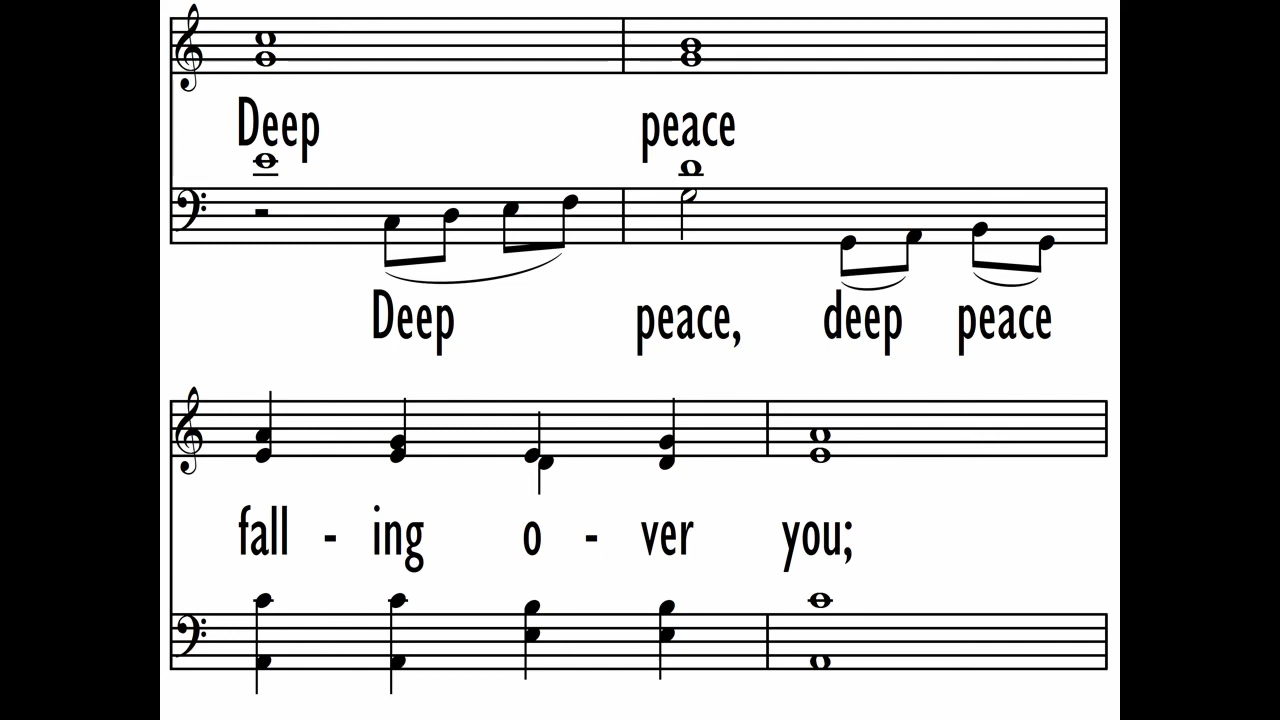 Deep peace
Deep peace, deep peace
fall - ing o - ver you;